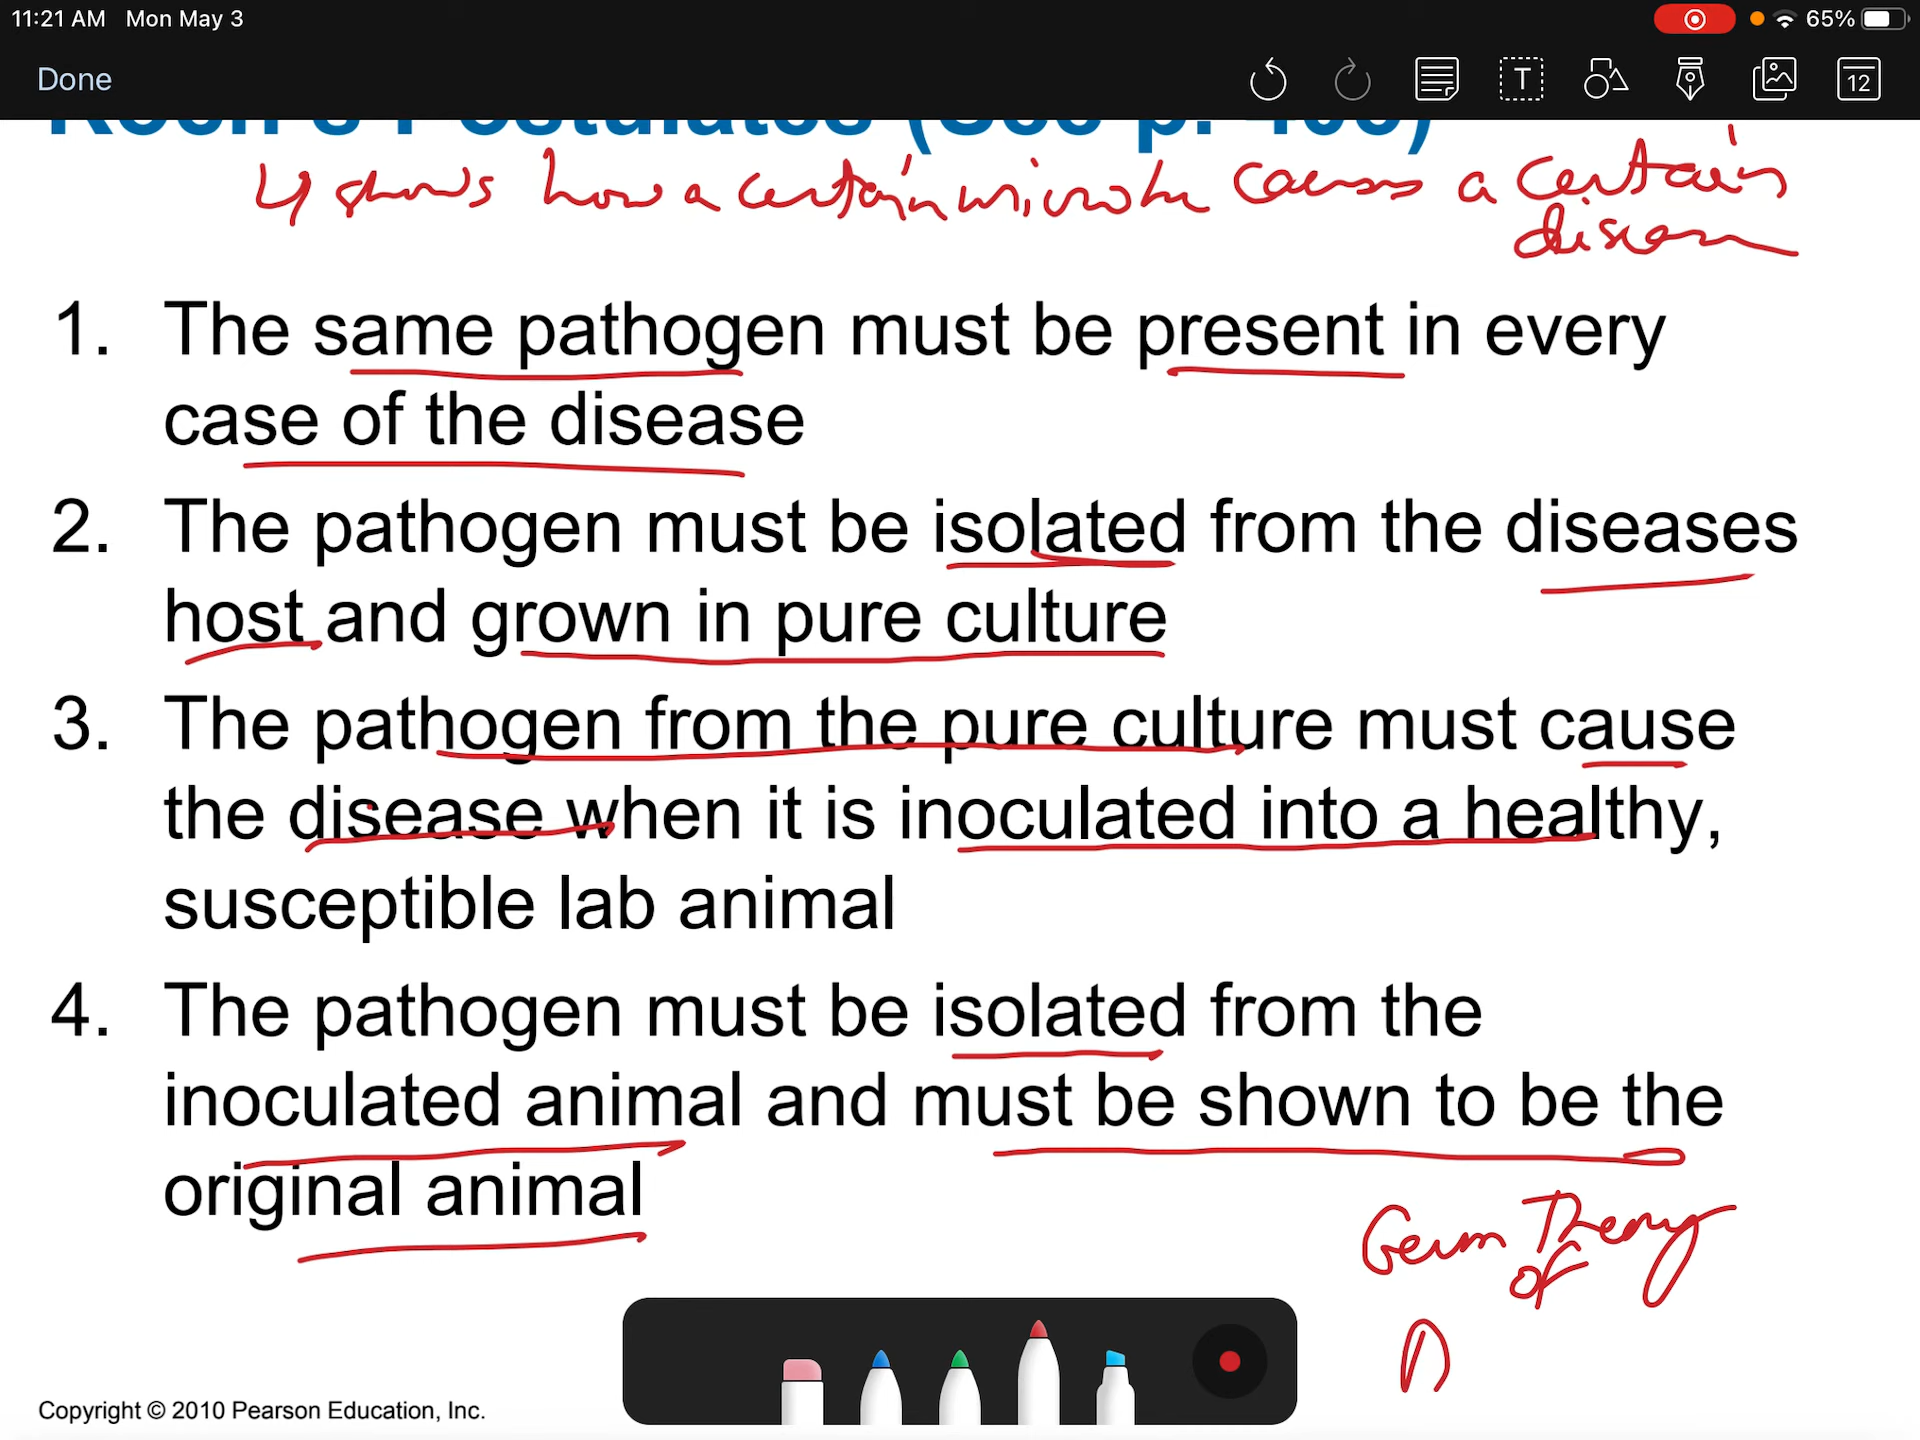 11:21 AM Mon May 3
65%
Done
T
12
Koch's Postulates (See p.
4 shows how a certain microbe causes a certain
disease
1. The same pathogen must be present in every
case of the disease
2. The pathogen must be isolated from the diseases
host and grown in pure culture
3. The pathogen from the pure culture must cause
the disease when it is inoculated into a healthy,
susceptible lab animal
4. The pathogen must be isolated from the
inoculated animal and must be shown to be the
original animal
Germ Theory
of
D
Copyright © 2010 Pearson Education, Inc.